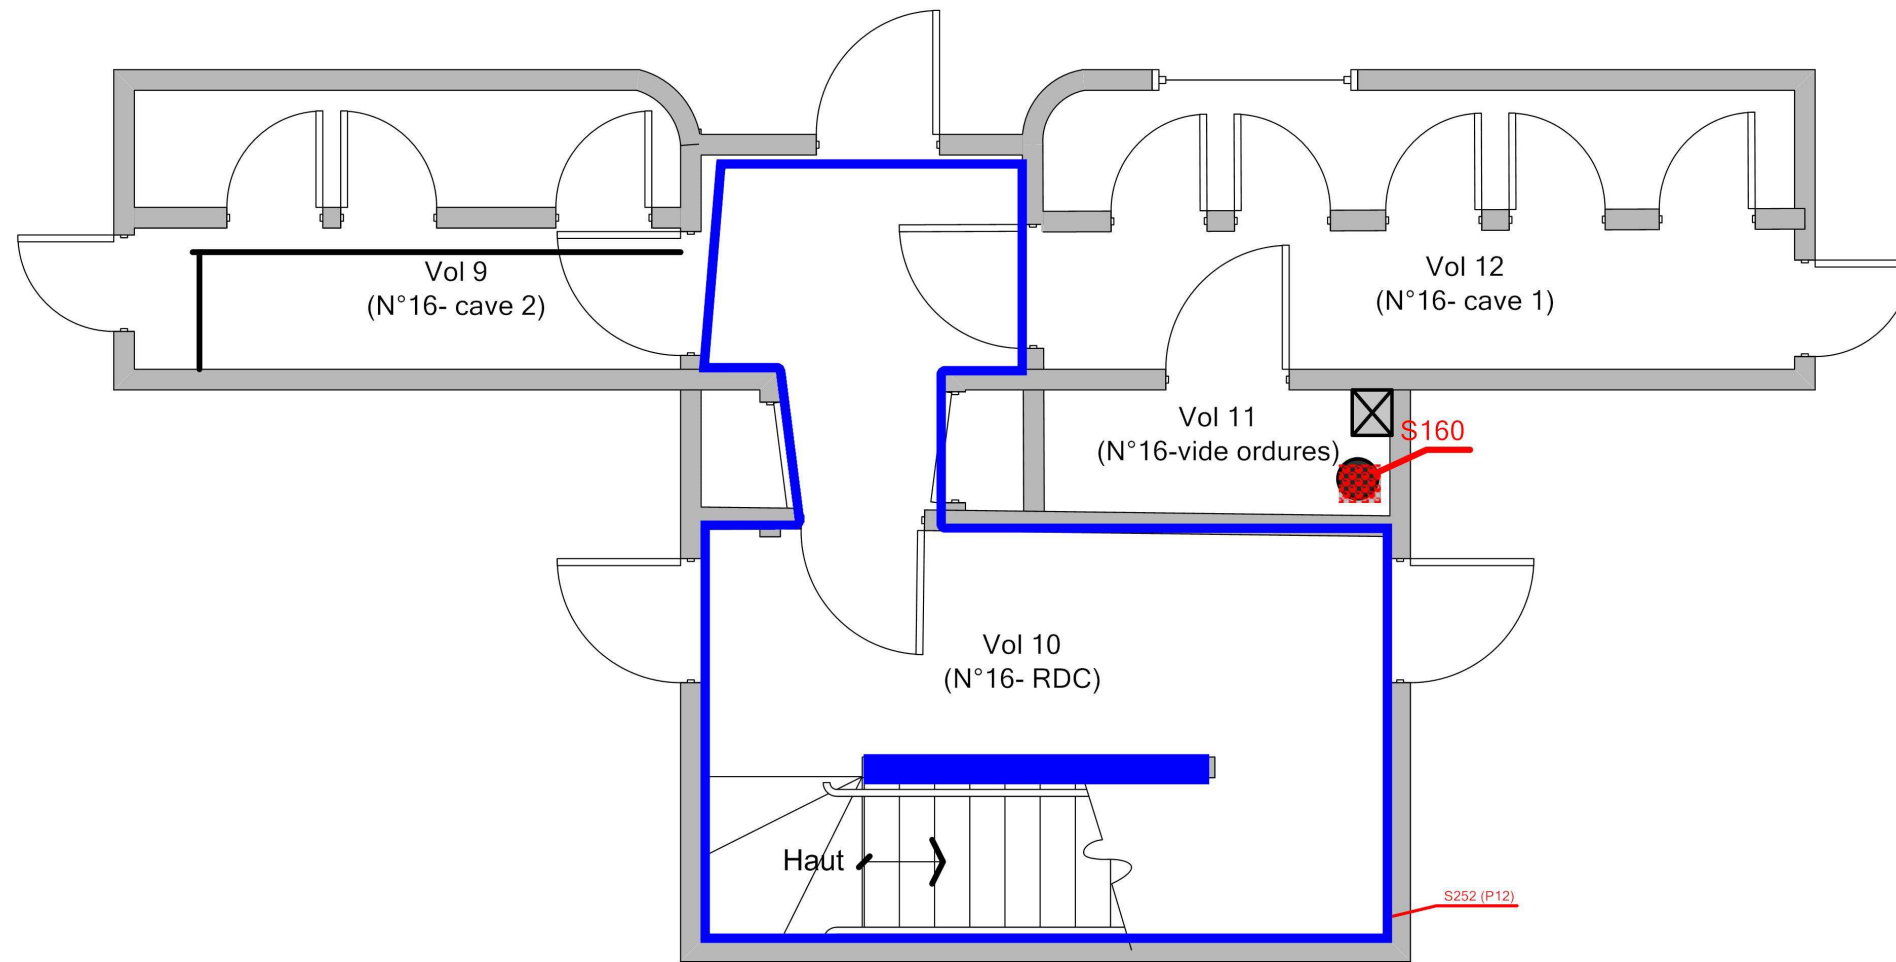 Vol 9
(N°16- cave 2)
Vol 12
(N°16- cave 1)
Vol 11
(N°16-vide ordures)
S160
Vol 10
(N°16- RDC)
Haut
S252 (P12)